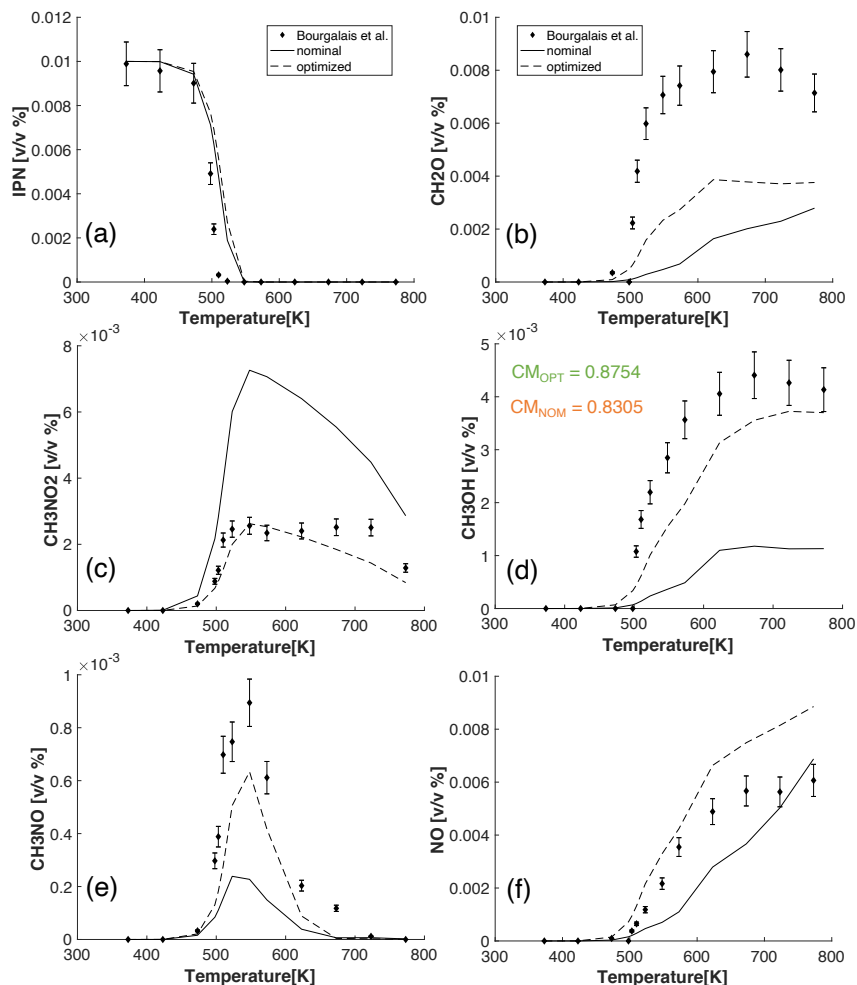 0.012
0.01
0.008
0.006
0.004
0.002
0
IPN [v/v %]
Bourgalais et al.
nominal
optimized
(a)
300 400 500 600 700 800
Temperature[K]
0.01
0.008
0.006
0.004
0.002
0
CH2O [v/v %]
Bourgalais et al.
nominal
optimized
(b)
300 400 500 600 700 800
Temperature[K]
×10⁻³
8
6
4
2
0
CH3NO2 [v/v %]
(c)
300 400 500 600 700 800
Temperature[K]
×10⁻³
5
4
3
2
1
0
CH3OH [v/v %]
CM_OPT = 0.8754
CM_NOM = 0.8305
(d)
300 400 500 600 700 800
Temperature[K]
×10⁻³
1
0.8
0.6
0.4
0.2
0
CH3NO [v/v %]
(e)
300 400 500 600 700 800
Temperature[K]
0.01
0.008
0.006
0.004
0.002
0
NO [v/v %]
(f)
300 400 500 600 700 800
Temperature[K]